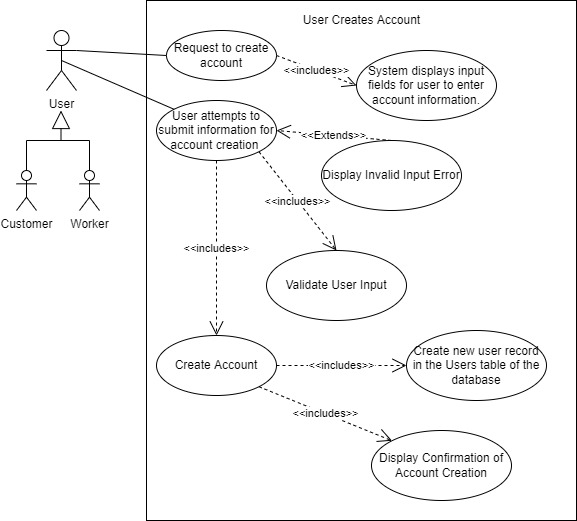 User Creates Account
Request to create
account
<<includes>>
System displays input
fields for user to enter
account information.
User
User attempts to
submit information for
account creation
<<Extends>>
Display Invalid Input Error
Customer
Worker
<<includes>>
<<includes>>
Validate User Input
Create Account
<<includes>>
Create new user record
in the Users table of the
database
<<includes>>
Display Confirmation of
Account Creation